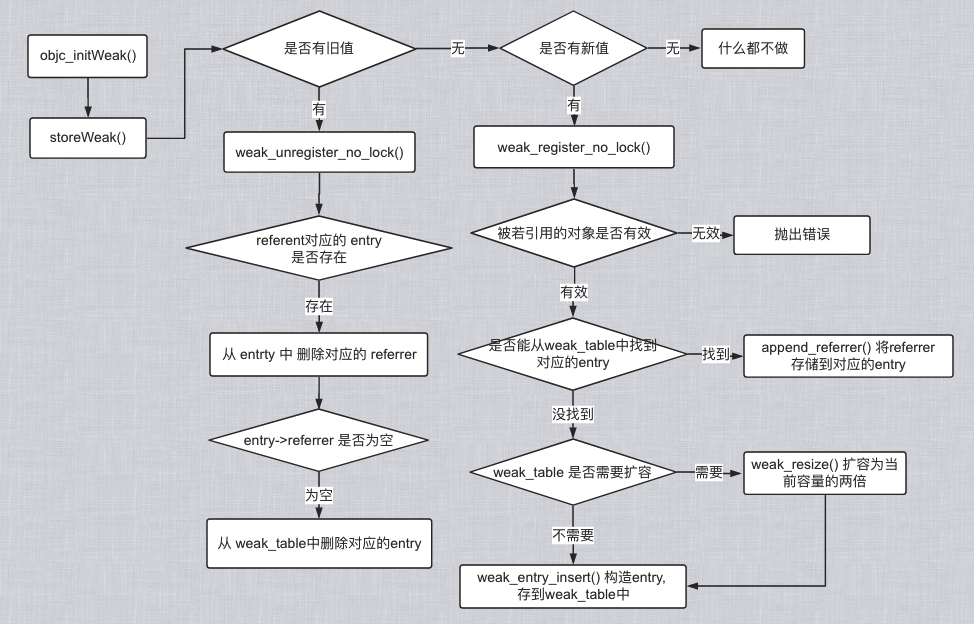 objc_initWeak()
storeWeak()
是否有旧值
无
是否有新值
无
什么都不做
有
weak_unregister_no_lock()
referent对应的 entry
是否存在
存在
从 entrty 中 删除对应的 referrer
entry->referrer 是否为空
为空
从 weak_table中删除对应的entry
有
weak_register_no_lock()
被若引用的对象是否有效
无效
抛出错误
有效
是否能从weak_table中找到
对应的entry
找到
append_referrer() 将referrer
存储到对应的entry
没找到
weak_table 是否需要扩容
需要
weak_resize() 扩容为当
前容量的两倍
不需要
weak_entry_insert() 构造entry,
存到weak_table中